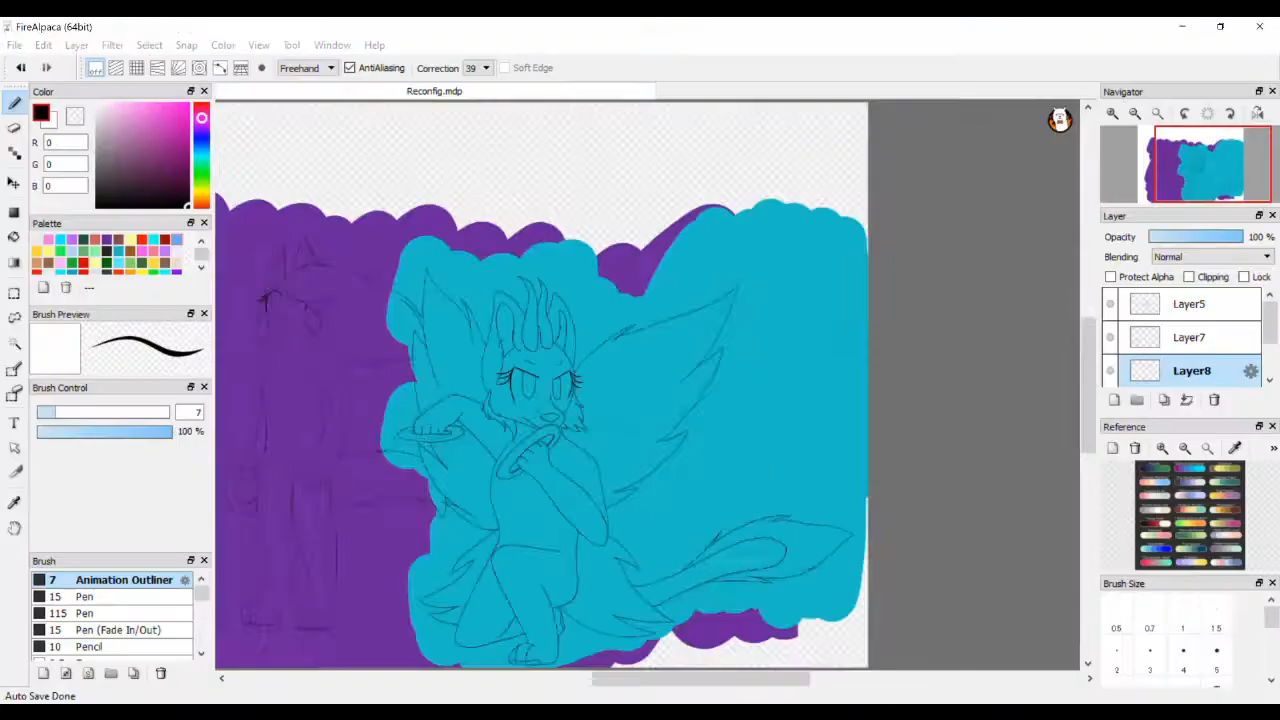 FireAlpaca (64bit)
File Edit Layer Filter Select Snap Color View Tool Window Help
off Freehand AntiAliasing Correction 39 Soft Edge
Color Reconfig.mdp Navigator
R 0
G 0
B 0
Palette
Layer
Opacity 100 %
Blending Normal
Protect Alpha Clipping Lock
Layer5
Layer7
Layer8
Brush Preview
Brush Control
7
100 %
Reference
Brush
7 Animation Outliner
15 Pen
115 Pen
15 Pen (Fade In/Out)
10 Pencil
Brush Size
0.5 0.7 1 1.5
2 3 4 5
Auto Save Done